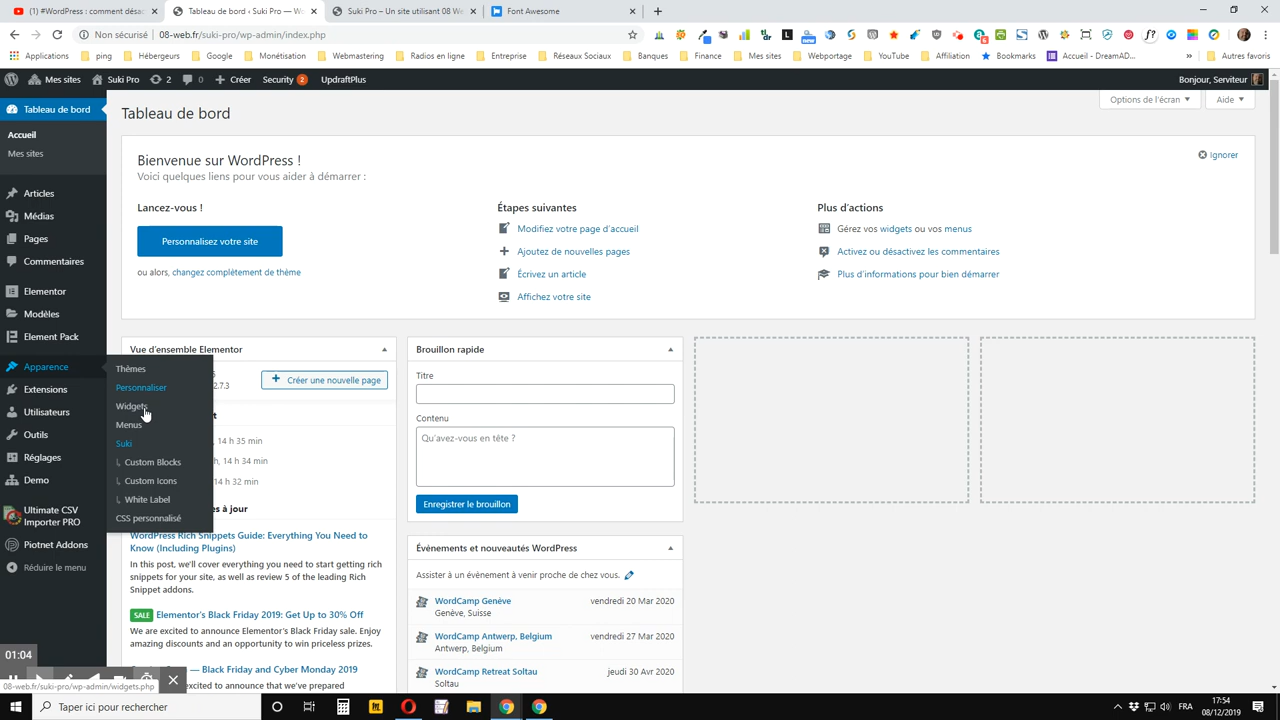 (1) #WordPress : comment désac
Tableau de bord ‹ Suki Pro — Wo
Suki Pro – Un site utilisant 08 We
Font Awesome
Non sécurisé | 08-web.fr/suki-pro/wp-admin/index.php
Applications
ping
Hébergeurs
Google
Monétisation
Webmastering
Radios en ligne
Entreprise
Réseaux Sociaux
Banques
Finance
Mes sites
Webportage
YouTube
Affiliation
Bookmarks
Accueil - DreamAD...
»
Autres favoris
Mes sites
Suki Pro
2
0
Créer
Security 2
UpdraftPlus
Bonjour, Serviteur
Tableau de bord
Accueil
Mes sites
Articles
Médias
Pages
Commentaires
Elementor
Modèles
Element Pack
Apparence
Extensions
Utilisateurs
Outils
Réglages
Demo
Ultimate CSV
Importer PRO
Piotnet Addons
Réduire le menu
Thèmes
Personnaliser
Widgets
Menus
Suki
Custom Blocks
Custom Icons
White Label
CSS personnalisé
Tableau de bord
Options de l'écran
Aide
Bienvenue sur WordPress !
Voici quelques liens pour vous aider à démarrer :
Ignorer
Lancez-vous !
Personnalisez votre site
ou alors, changez complètement de thème
Étapes suivantes
Modifiez votre page d'accueil
Ajoutez de nouvelles pages
Écrivez un article
Affichez votre site
Plus d'actions
Gérez vos widgets ou vos menus
Activez ou désactivez les commentaires
Plus d'informations pour bien démarrer
Vue d'ensemble Elementor
2.7.3
Créer une nouvelle page
14 h 35 min
14 h 34 min
14 h 32 min
à jour
WordPress Rich Snippets Guide: Everything You Need to
Know (Including Plugins)
In this post, we'll cover everything you need to start getting rich
snippets for your site, as well as review 5 of the leading Rich
Snippet addons.
SALE Elementor's Black Friday 2019: Get Up to 30% Off
We are excited to announce Elementor's Black Friday sale. Enjoy
amazing discounts and an opportunity to win priceless prizes.
— Black Friday and Cyber Monday 2019
excited to announce that we've prepared
Brouillon rapide
Titre
Contenu
Qu'avez-vous en tête ?
Enregistrer le brouillon
Évènements et nouveautés WordPress
Assister à un évènement à venir proche de chez vous.
WordCamp Genève
vendredi 20 Mar 2020
Genève, Suisse
WordCamp Antwerp, Belgium
vendredi 27 Mar 2020
Antwerp, Belgium
WordCamp Retreat Soltau
jeudi 30 Avr 2020
Soltau
01:04
08-web.fr/suki-pro/wp-admin/widgets.php
Taper ici pour rechercher
FRA
17:54
08/12/2019